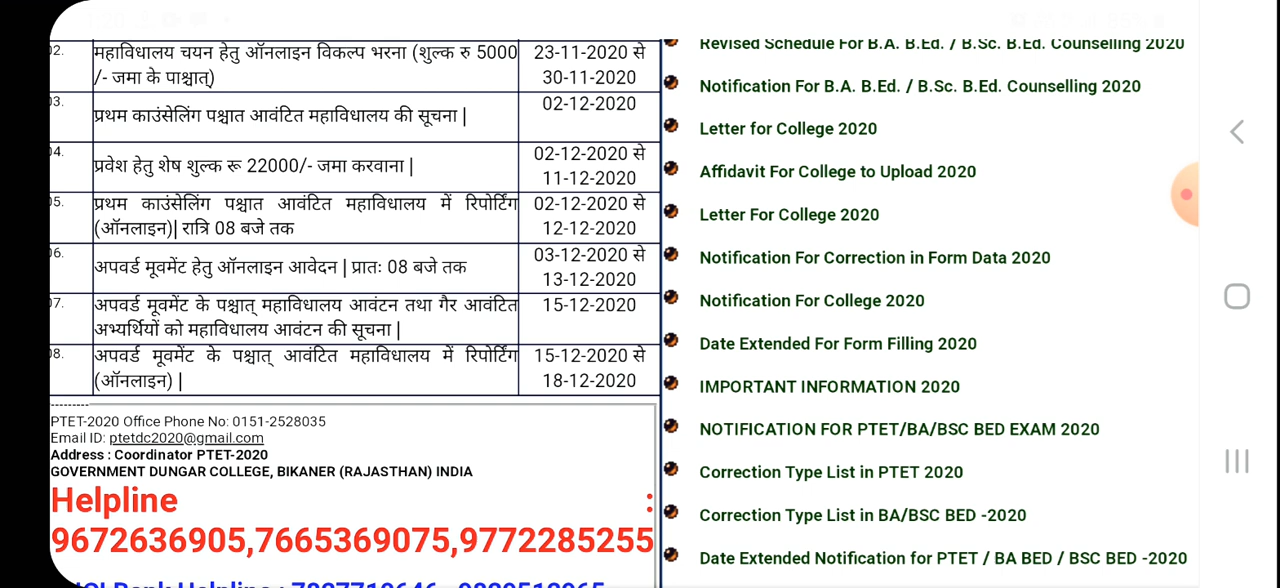 02.
महाविधालय चयन हेतु ऑनलाइन विकल्प भरना (शुल्क रु 5000
/- जमा के पाश्चात्)
23-11-2020 से
30-11-2020
03.
प्रथम काउंसेलिंग पश्चात आवंटित महाविधालय की सूचना |
02-12-2020
04.
प्रवेश हेतु शेष शुल्क रू 22000/- जमा करवाना |
02-12-2020 से
11-12-2020
05.
प्रथम काउंसेलिंग पश्चात आवंटित महाविधालय में रिपोर्टिंग
(ऑनलाइन)| रात्रि 08 बजे तक
02-12-2020 से
12-12-2020
06.
अपवर्ड मूवमेंट हेतु ऑनलाइन आवेदन | प्रातः 08 बजे तक
03-12-2020 से
13-12-2020
07.
अपवर्ड मूवमेंट के पश्चात् महाविधालय आवंटन तथा गैर आवंटित
अभ्यर्थियों को महाविधालय आवंटन की सूचना |
15-12-2020
08.
अपवर्ड मूवमेंट के पश्चात् आवंटित महाविधालय में रिपोर्टिंग
(ऑनलाइन) |
15-12-2020 से
18-12-2020
----------
PTET-2020 Office Phone No: 0151-2528035
Email ID: ptetdc2020@gmail.com
Address : Coordinator PTET-2020
GOVERNMENT DUNGAR COLLEGE, BIKANER (RAJASTHAN) INDIA
Helpline :
9672636905,7665369075,9772285255
Bank Helpline :
Revised Schedule For B.A. B.Ed. / B.Sc. B.Ed. Counselling 2020
Notification For B.A. B.Ed. / B.Sc. B.Ed. Counselling 2020
Letter for College 2020
Affidavit For College to Upload 2020
Letter For College 2020
Notification For Correction in Form Data 2020
Notification For College 2020
Date Extended For Form Filling 2020
IMPORTANT INFORMATION 2020
NOTIFICATION FOR PTET/BA/BSC BED EXAM 2020
Correction Type List in PTET 2020
Correction Type List in BA/BSC BED -2020
Date Extended Notification for PTET / BA BED / BSC BED -2020